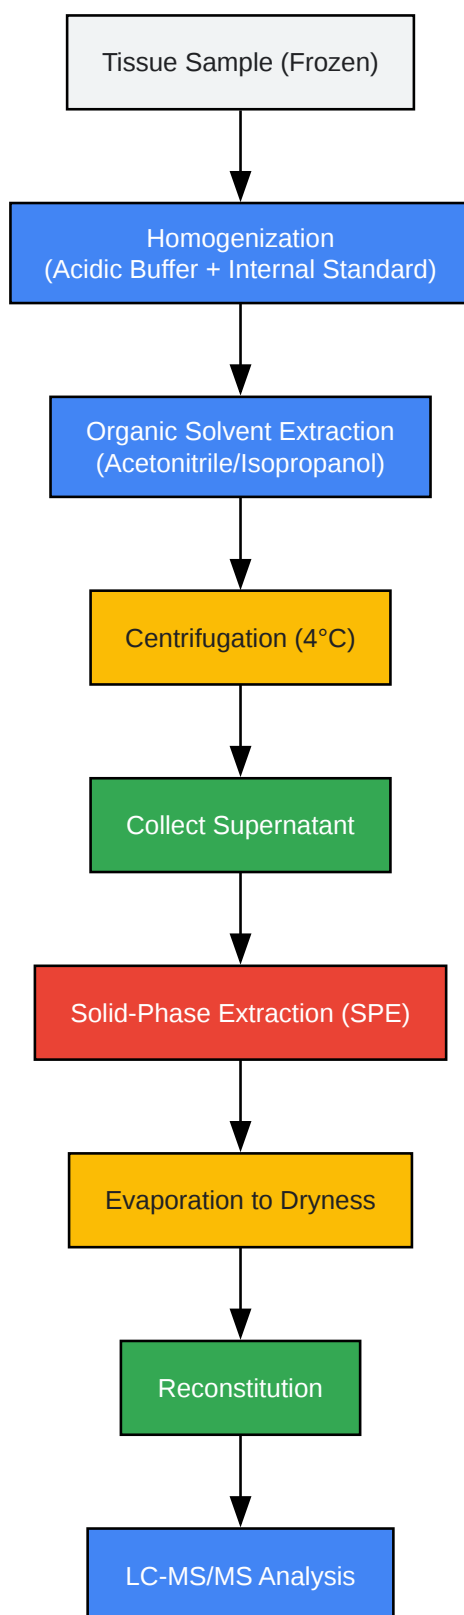 Tissue Sample (Frozen)
Homogenization
(Acidic Buffer + Internal Standard)
Organic Solvent Extraction
(Acetonitrile/Isopropanol)
Centrifugation (4°C)
Collect Supernatant
Solid-Phase Extraction (SPE)
Evaporation to Dryness
Reconstitution
LC-MS/MS Analysis